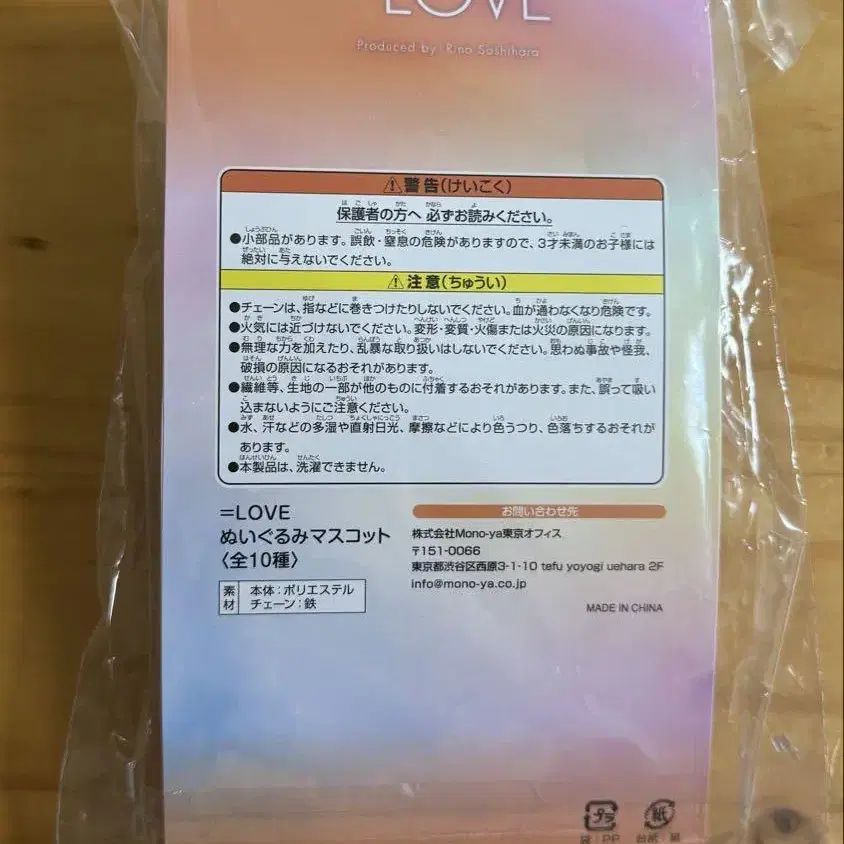 LOVE
Produced by Rino Sashihara
⚠警告(けいこく)
保護者の方へ 必ずお読みください。
●小部品があります。誤飲・窒息の危険がありますので、3才未満のお子様には
絶対に与えないでください。
⚠注意(ちゅうい)
●チェーンは、指などに巻きつけたりしないでください。血が通わなくなり危険です。
●火気には近づけないでください。変形・変質・火傷または火災の原因になります。
●無理な力を加えたり、乱暴な取り扱いはしないでください。思わぬ事故や怪我、
破損の原因になるおそれがあります。
●繊維等、生地の一部が他のものに付着するおそれがあります。また、誤って吸い
込まないようにご注意ください。
●水、汗などの多湿や直射日光、摩擦などにより色うつり、色落ちするおそれが
あります。
●本製品は、洗濯できません。
=LOVE
ぬいぐるみマスコット
〈全10種〉
素材
本体:ポリエステル
チェーン:鉄
お問い合わせ先
株式会社Mono-ya東京オフィス
〒151-0066
東京都渋谷区西原3-1-10 tefu yoyogi uehara 2F
info@mono-ya.co.jp
MADE IN CHINA
プラ
袋:PP
紙
台紙:紙